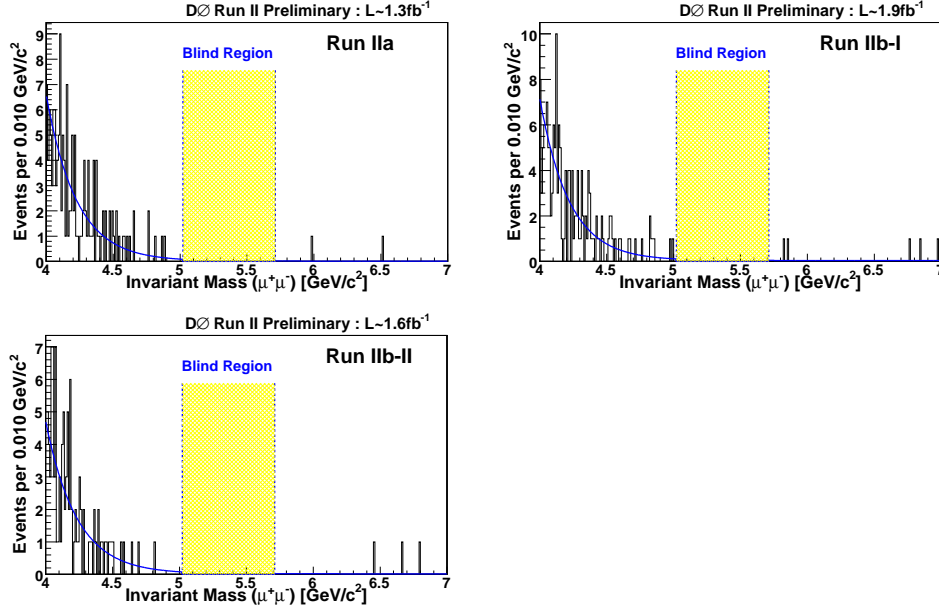 DØ Run II Preliminary : L~1.3fb⁻¹
Run IIa
Blind Region
Events per 0.010 GeV/c²
9
8
7
6
5
4
3
2
1
0
4 4.5 5 5.5 6 6.5 7
Invariant Mass (μ⁺μ⁻) [GeV/c²]
DØ Run II Preliminary : L~1.9fb⁻¹
Run IIb-I
Blind Region
Events per 0.010 GeV/c²
10
8
6
4
2
0
4 4.5 5 5.5 6 6.5 7
Invariant Mass (μ⁺μ⁻) [GeV/c²]
DØ Run II Preliminary : L~1.6fb⁻¹
Run IIb-II
Blind Region
Events per 0.010 GeV/c²
7
6
5
4
3
2
1
0
4 4.5 5 5.5 6 6.5 7
Invariant Mass (μ⁺μ⁻) [GeV/c²]